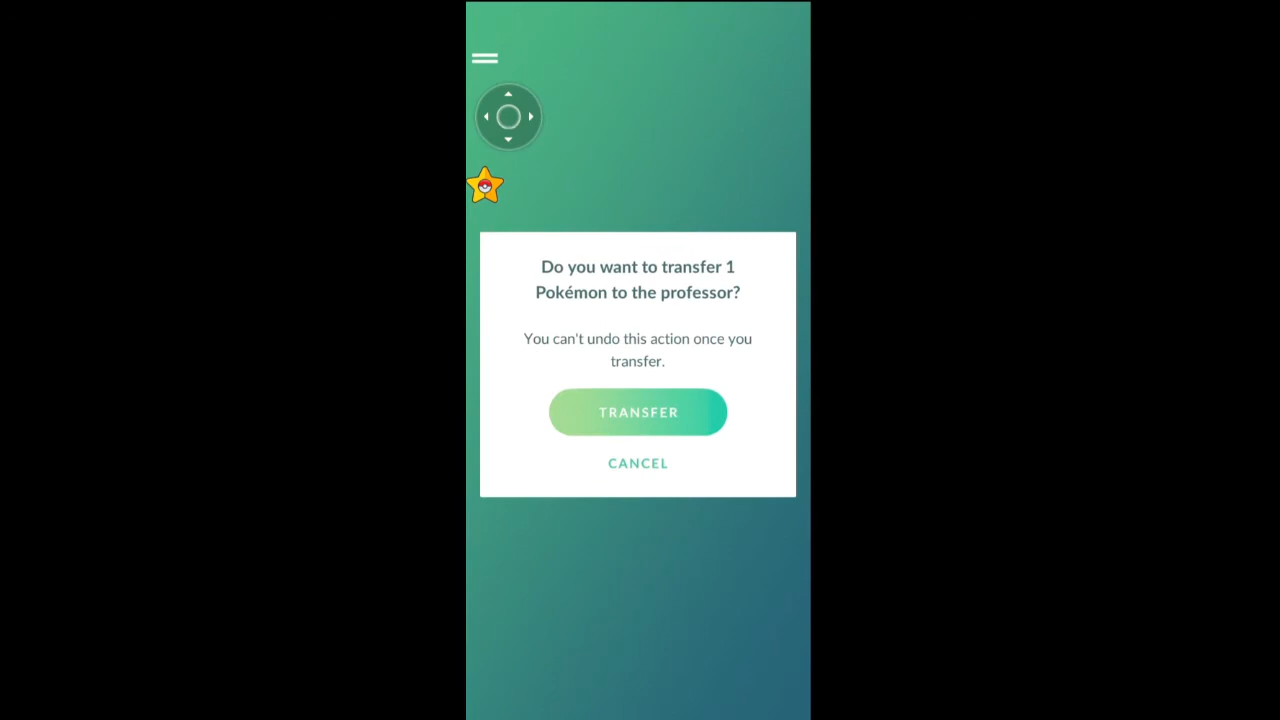 Do you want to transfer 1
Pokémon to the professor?
You can't undo this action once you
transfer.
TRANSFER
CANCEL